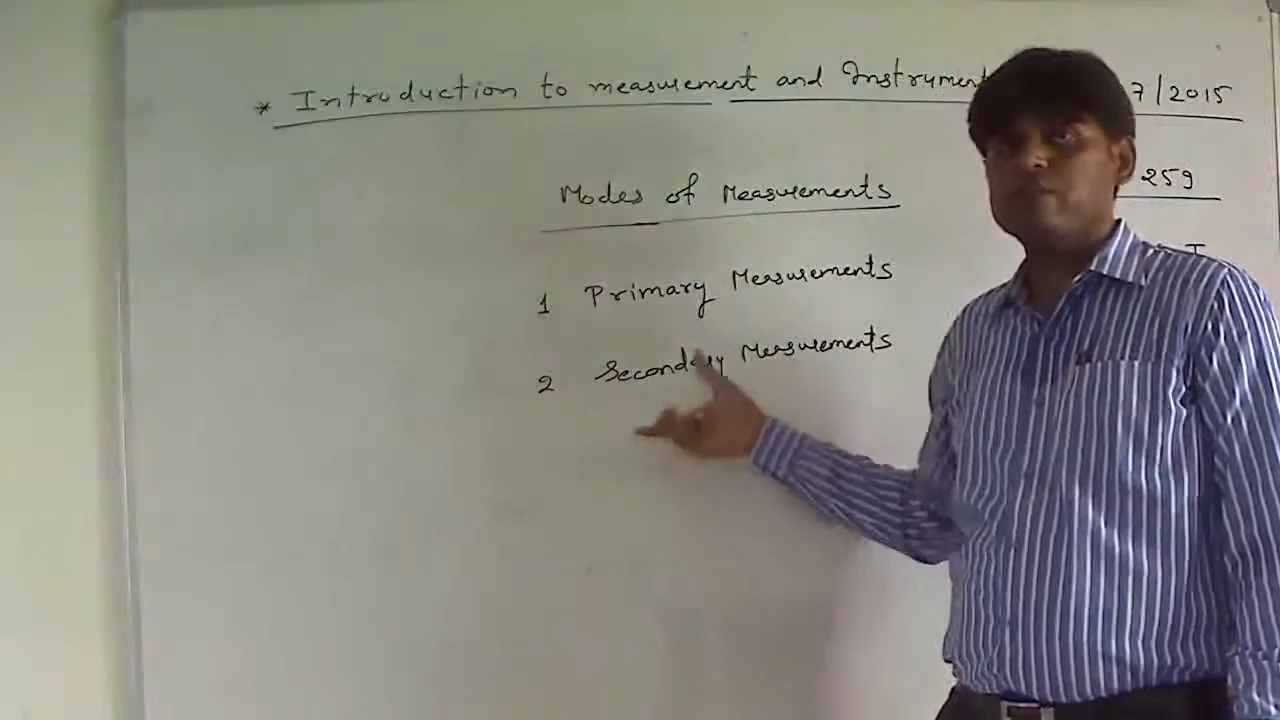 * Introduction to measurement and Instrument 7/2015
Modes of Measurements 259
1 Primary Measurements I
2 Secondary Measurements